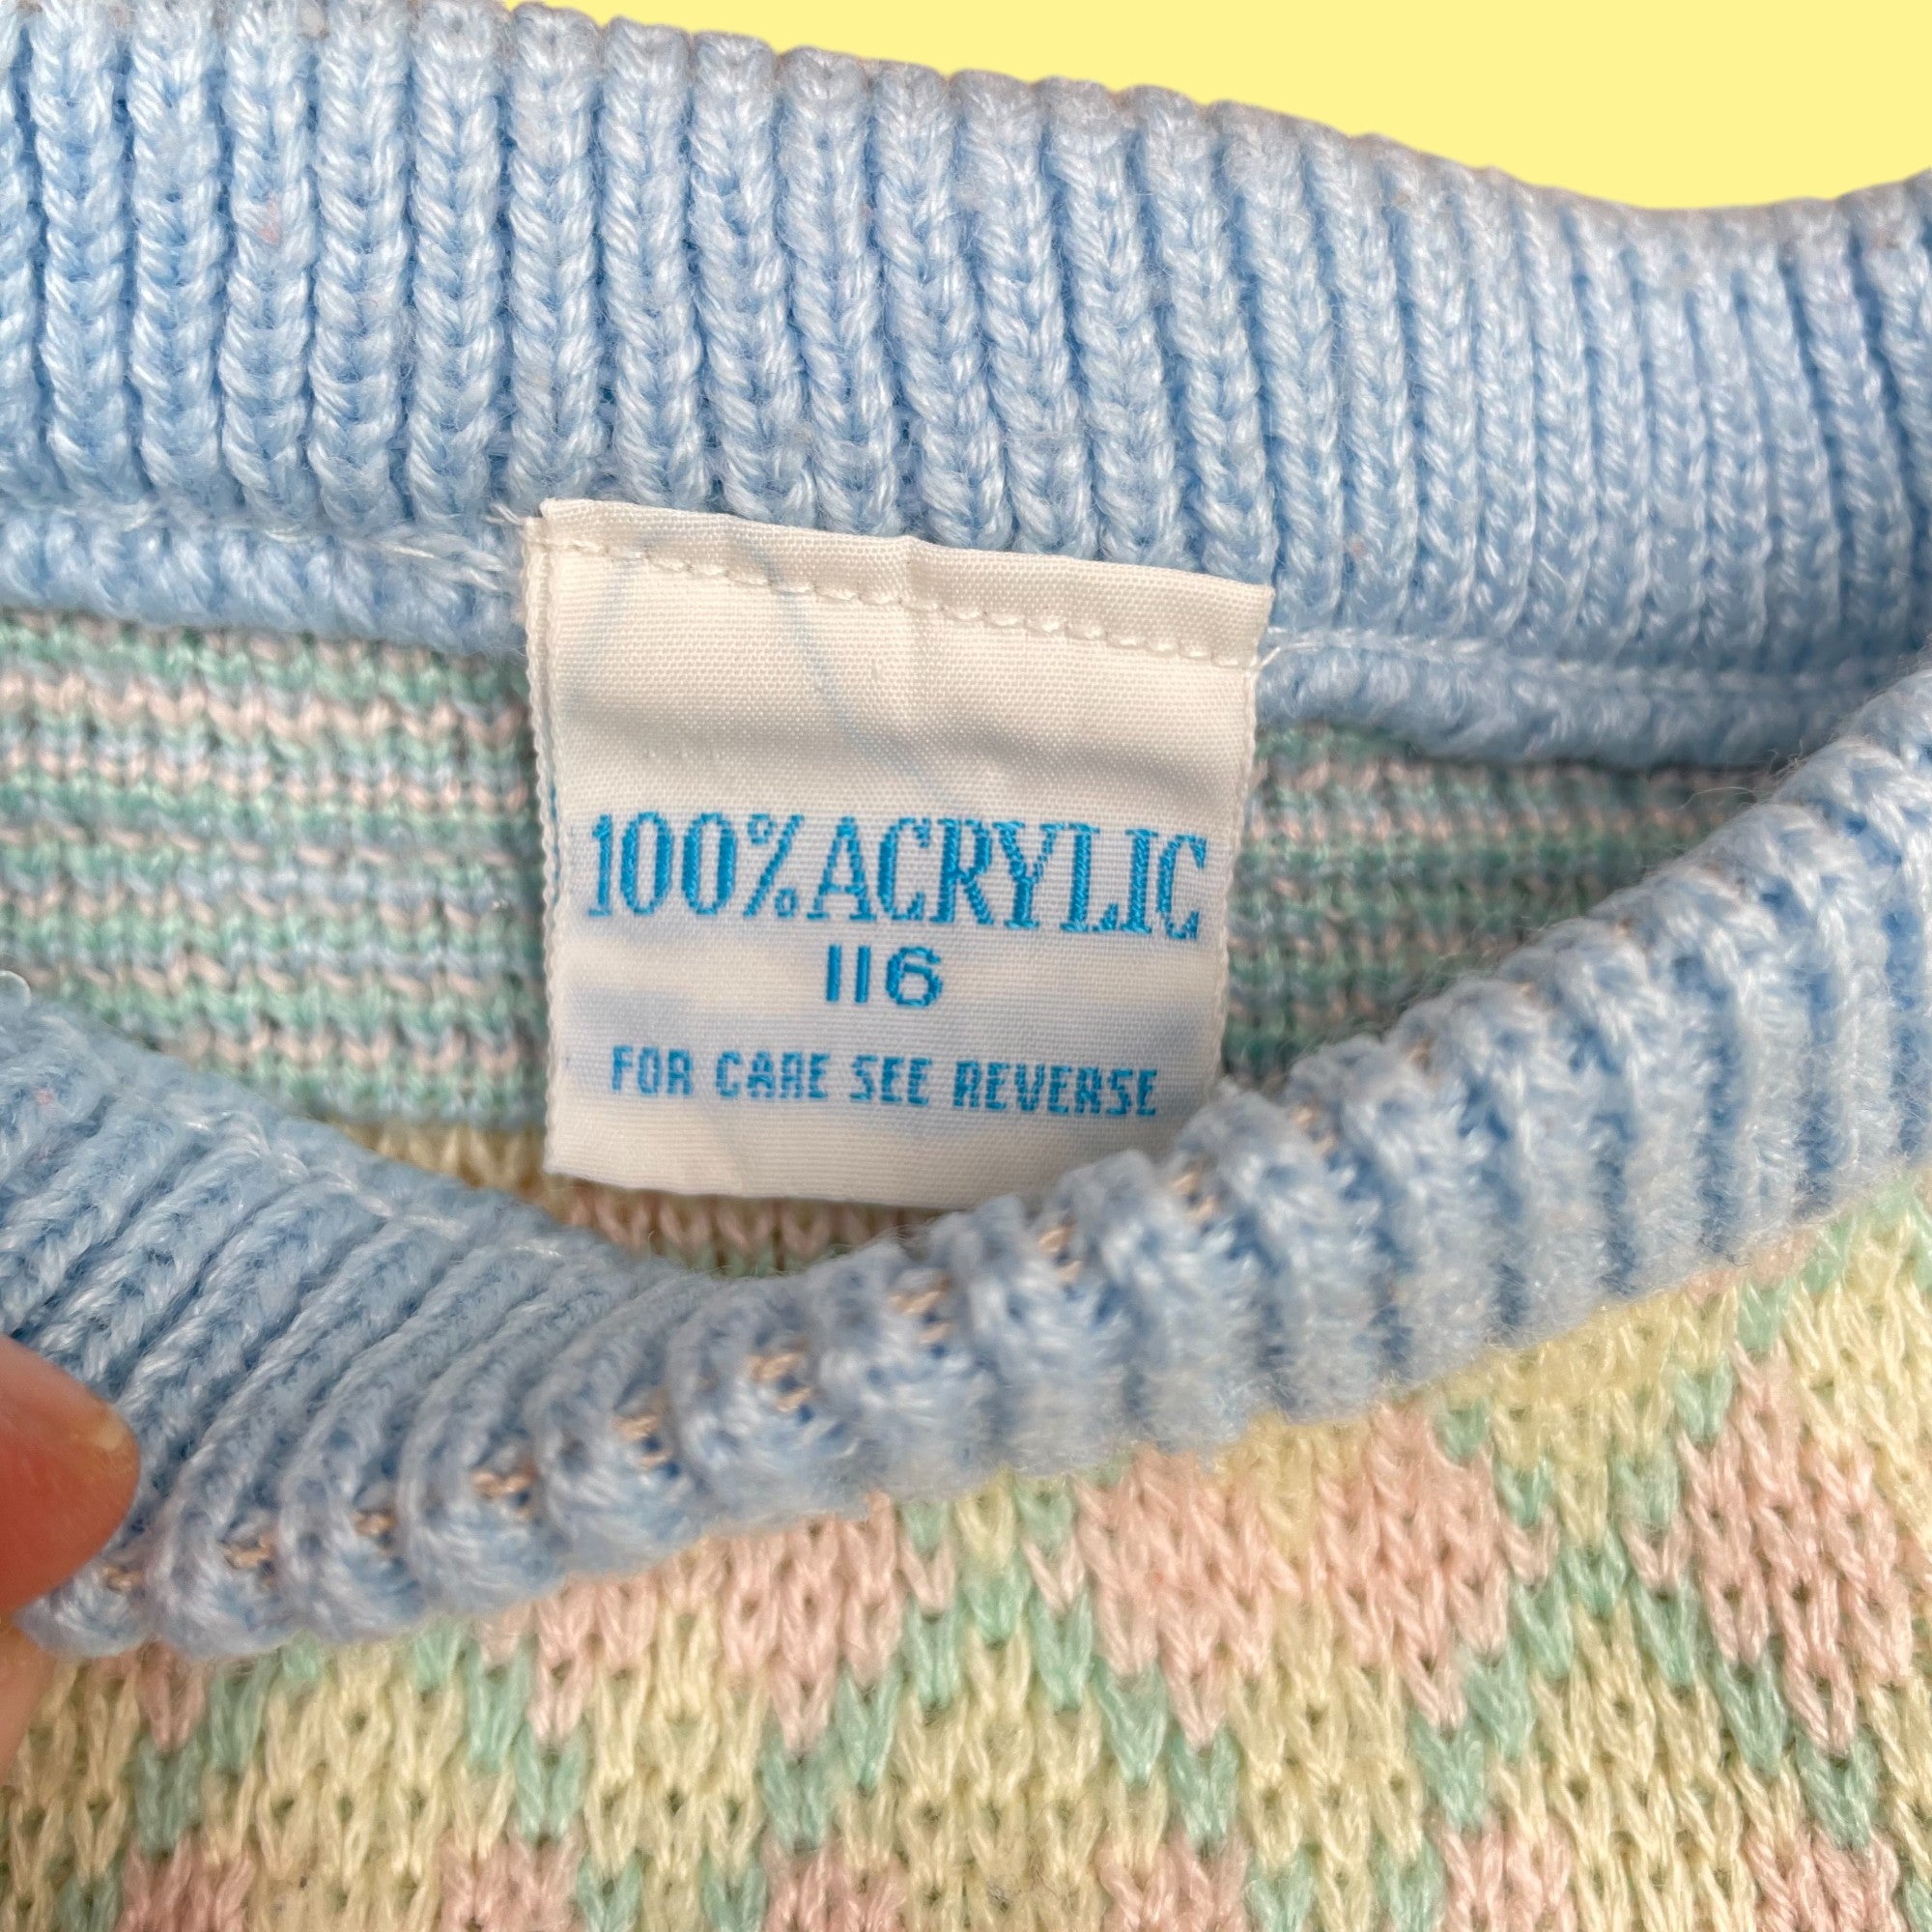 100% ACRYLIC
116
FOR CARE SEE REVERSE